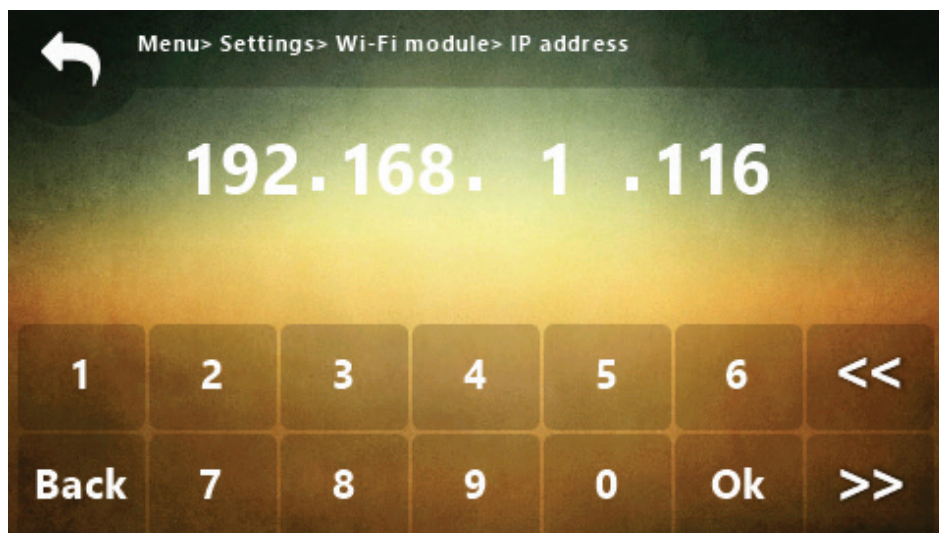 Menu> Settings> Wi-Fi module> IP address
192.168. 1 .116
1 2 3 4 5 6 <<
Back 7 8 9 0 Ok >>